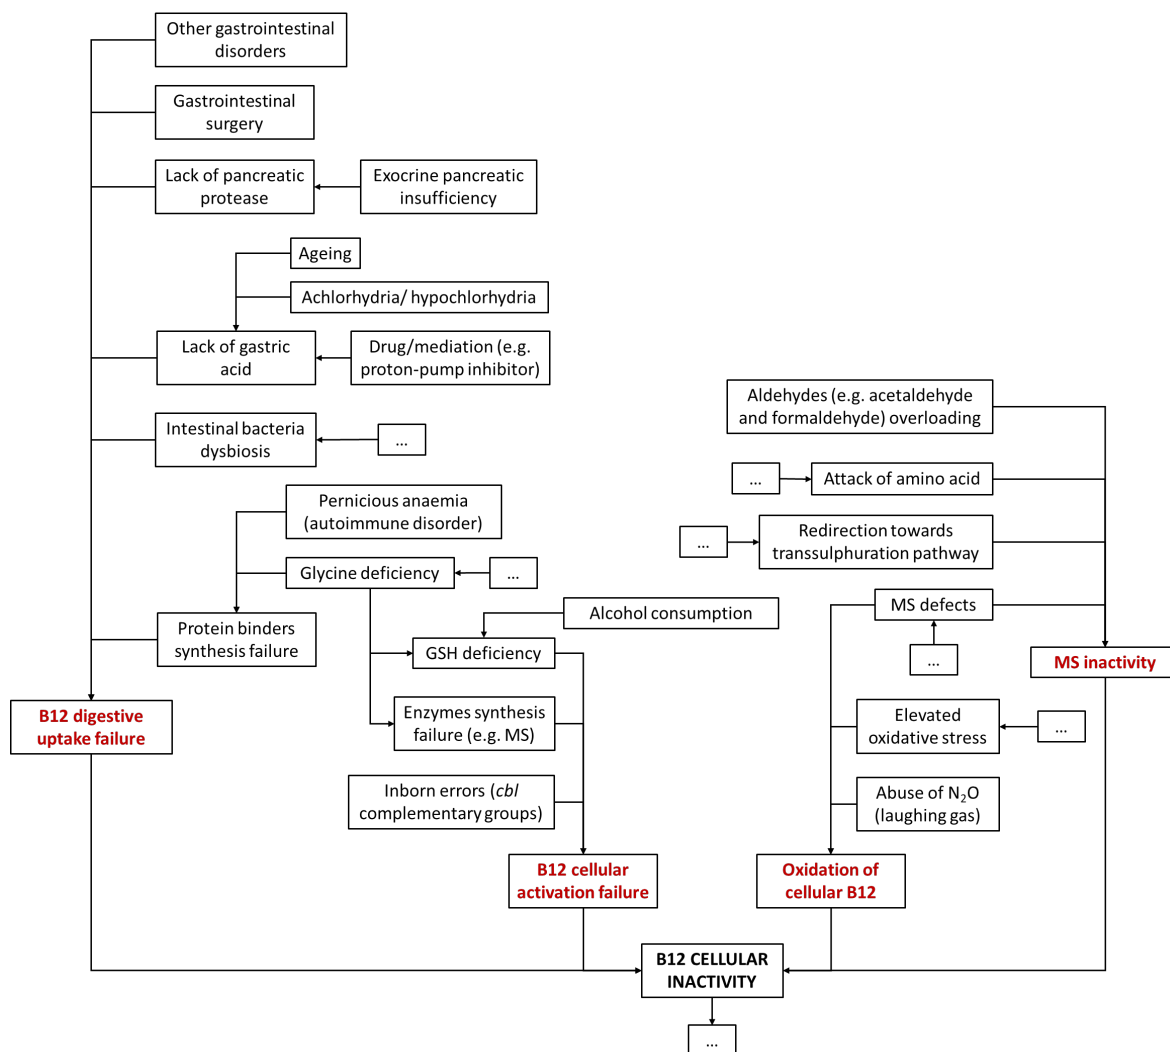 Other gastrointestinal
disorders
Gastrointestinal
surgery
Lack of pancreatic
protease
Exocrine pancreatic
insufficiency
Ageing
Achlorhydria/ hypochlorhydria
Lack of gastric
acid
Drug/mediation (e.g.
proton-pump inhibitor)
Intestinal bacteria
dysbiosis
...
Pernicious anaemia
(autoimmune disorder)
Glycine deficiency
...
Protein binders
synthesis failure
Alcohol consumption
GSH deficiency
Enzymes synthesis
failure (e.g. MS)
Inborn errors (cbl
complementary groups)
B12 digestive
uptake failure
B12 cellular
activation failure
Aldehydes (e.g. acetaldehyde
and formaldehyde) overloading
...
Attack of amino acid
...
Redirection towards
transsulphuration pathway
MS defects
...
MS inactivity
Elevated
oxidative stress
...
Abuse of N₂O
(laughing gas)
Oxidation of
cellular B12
B12 CELLULAR
INACTIVITY
...